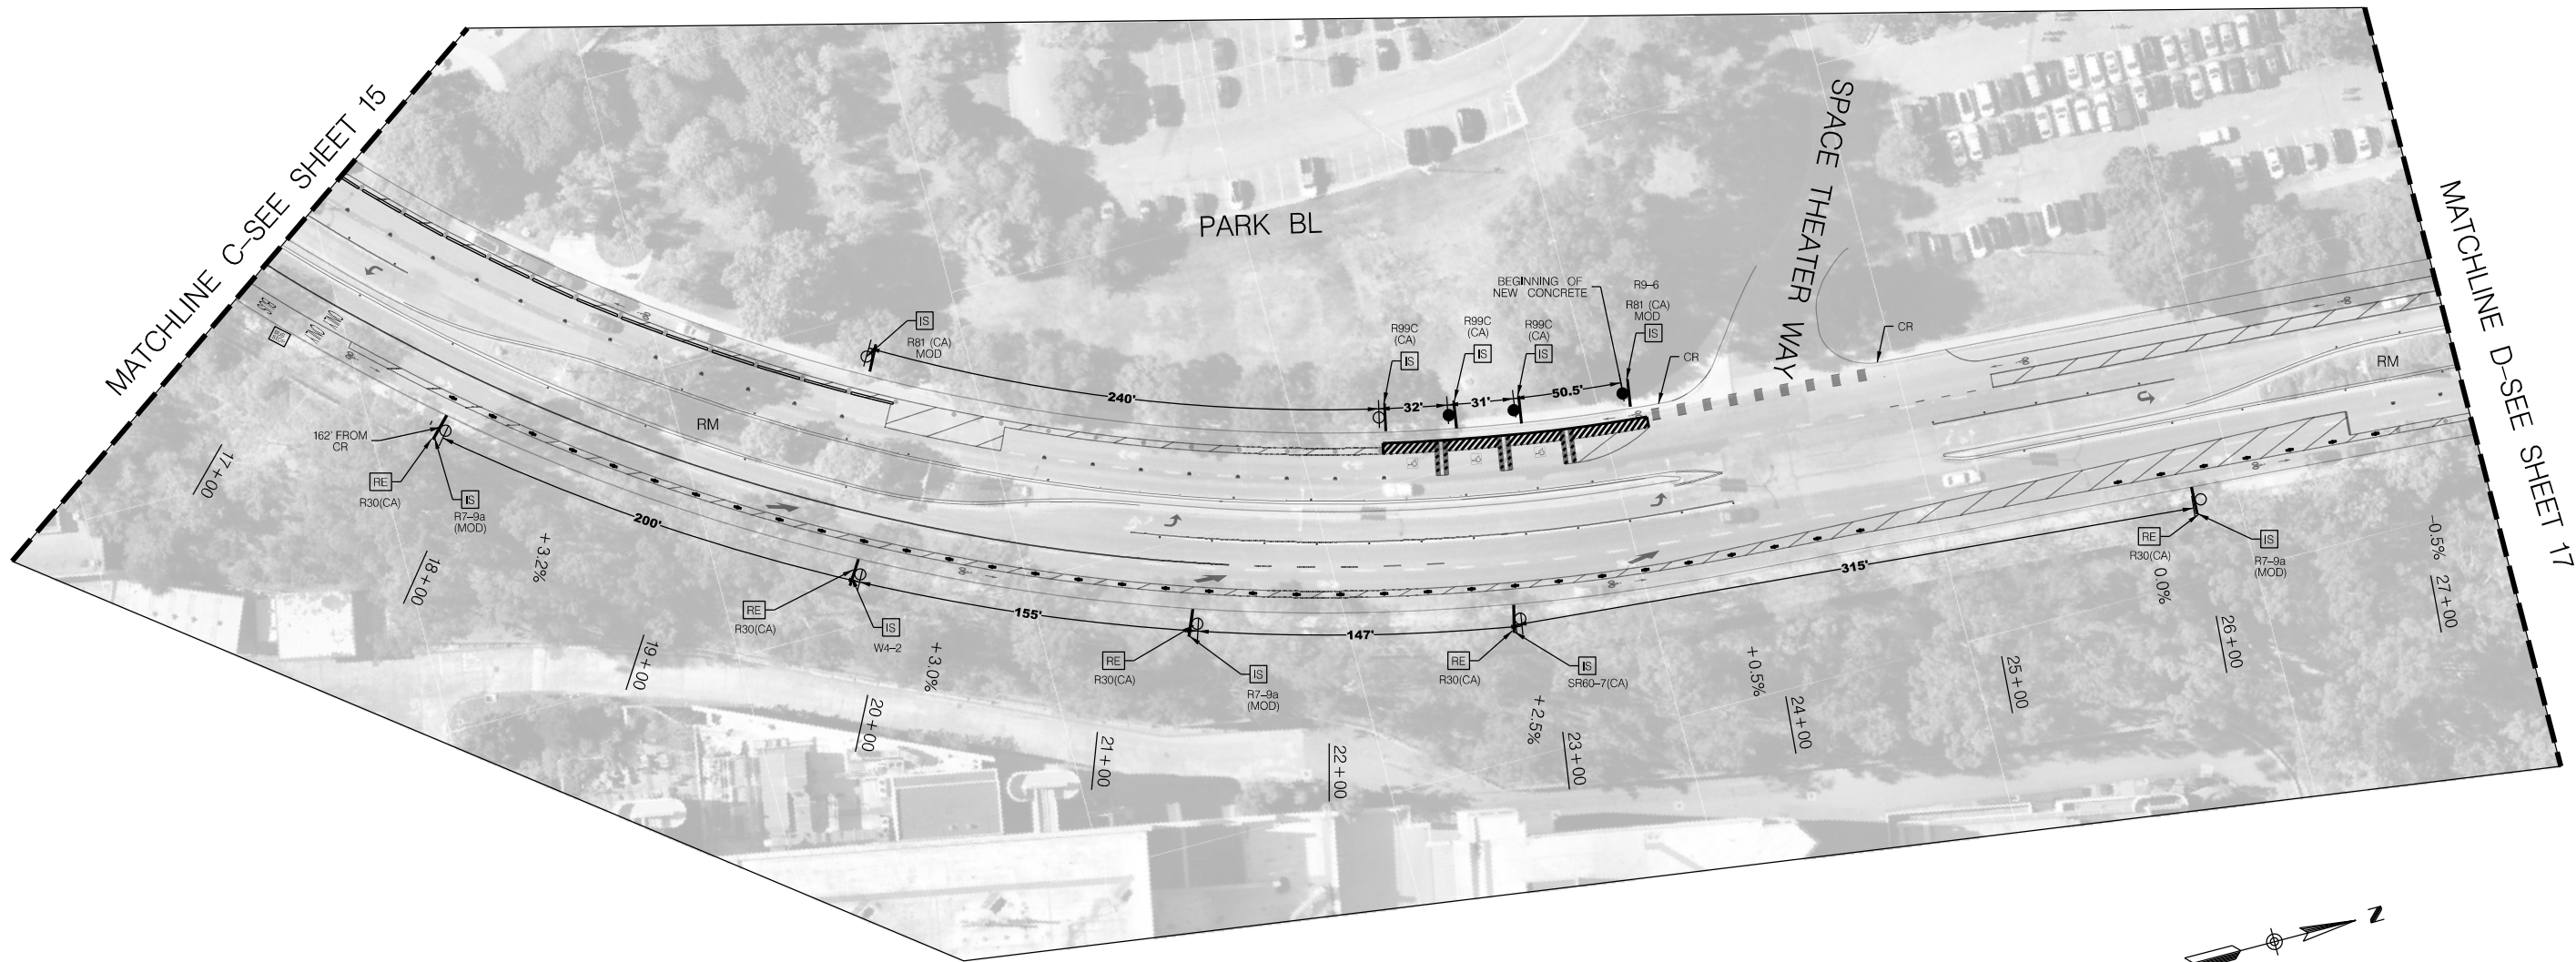 MATCHLINE C-SEE SHEET 15
PARK BL
SPACE THEATER WAY
MATCHLINE D-SEE SHEET 17
BEGINNING OF
NEW CONCRETE
R9-6
R81 (CA)
MOD
IS
IS
R81 (CA)
MOD
R99C
(CA)
IS
R99C
(CA)
IS
R99C
(CA)
IS
CR
CR
240'
32'
31'
50.5'
RM
RM
162' FROM
CR
RE
R30(CA)
IS
R7-9a
(MOD)
200'
RE
R30(CA)
IS
W4-2
155'
RE
R30(CA)
IS
R7-9a
(MOD)
147'
RE
R30(CA)
IS
SR60-7(CA)
315'
RE
R30(CA)
IS
R7-9a
(MOD)
17+00
18+00
+3.2%
19+00
20+00
+3.0%
21+00
22+00
+2.5%
23+00
+0.5%
24+00
25+00
0.0%
26+00
-0.5%
27+00
Z